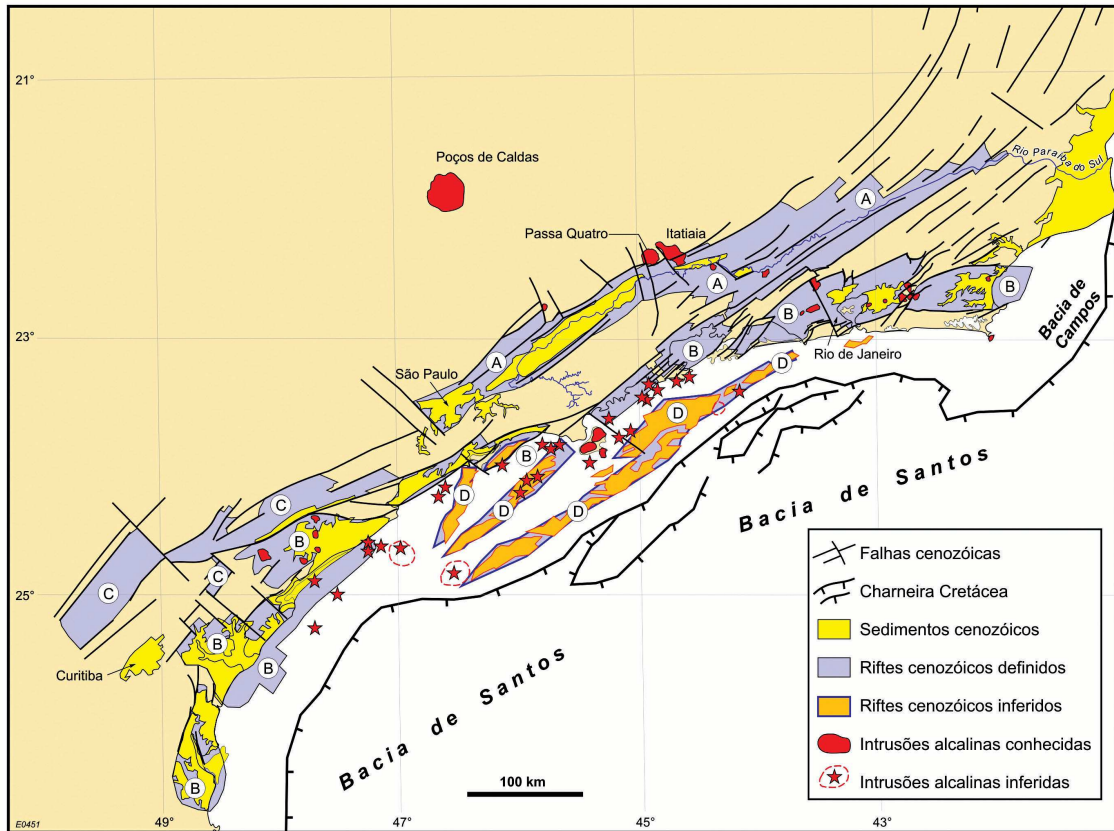 21°
23°
25°
49°
47°
45°
43°
Poços de Caldas
Passa Quatro
Itatiaia
Rio Paraíba do Sul
A
A
A
São Paulo
B
B
B
Rio de Janeiro
Bacia de
Campos
D
D
B
D
D
D
C
B
C
C
B
B
Curitiba
B
Bacia de Santos
Bacia de Santos
100 km
E0451
Falhas cenozóicas
Charneira Cretácea
Sedimentos cenozóicos
Riftes cenozóicos definidos
Riftes cenozóicos inferidos
Intrusões alcalinas conhecidas
Intrusões alcalinas inferidas